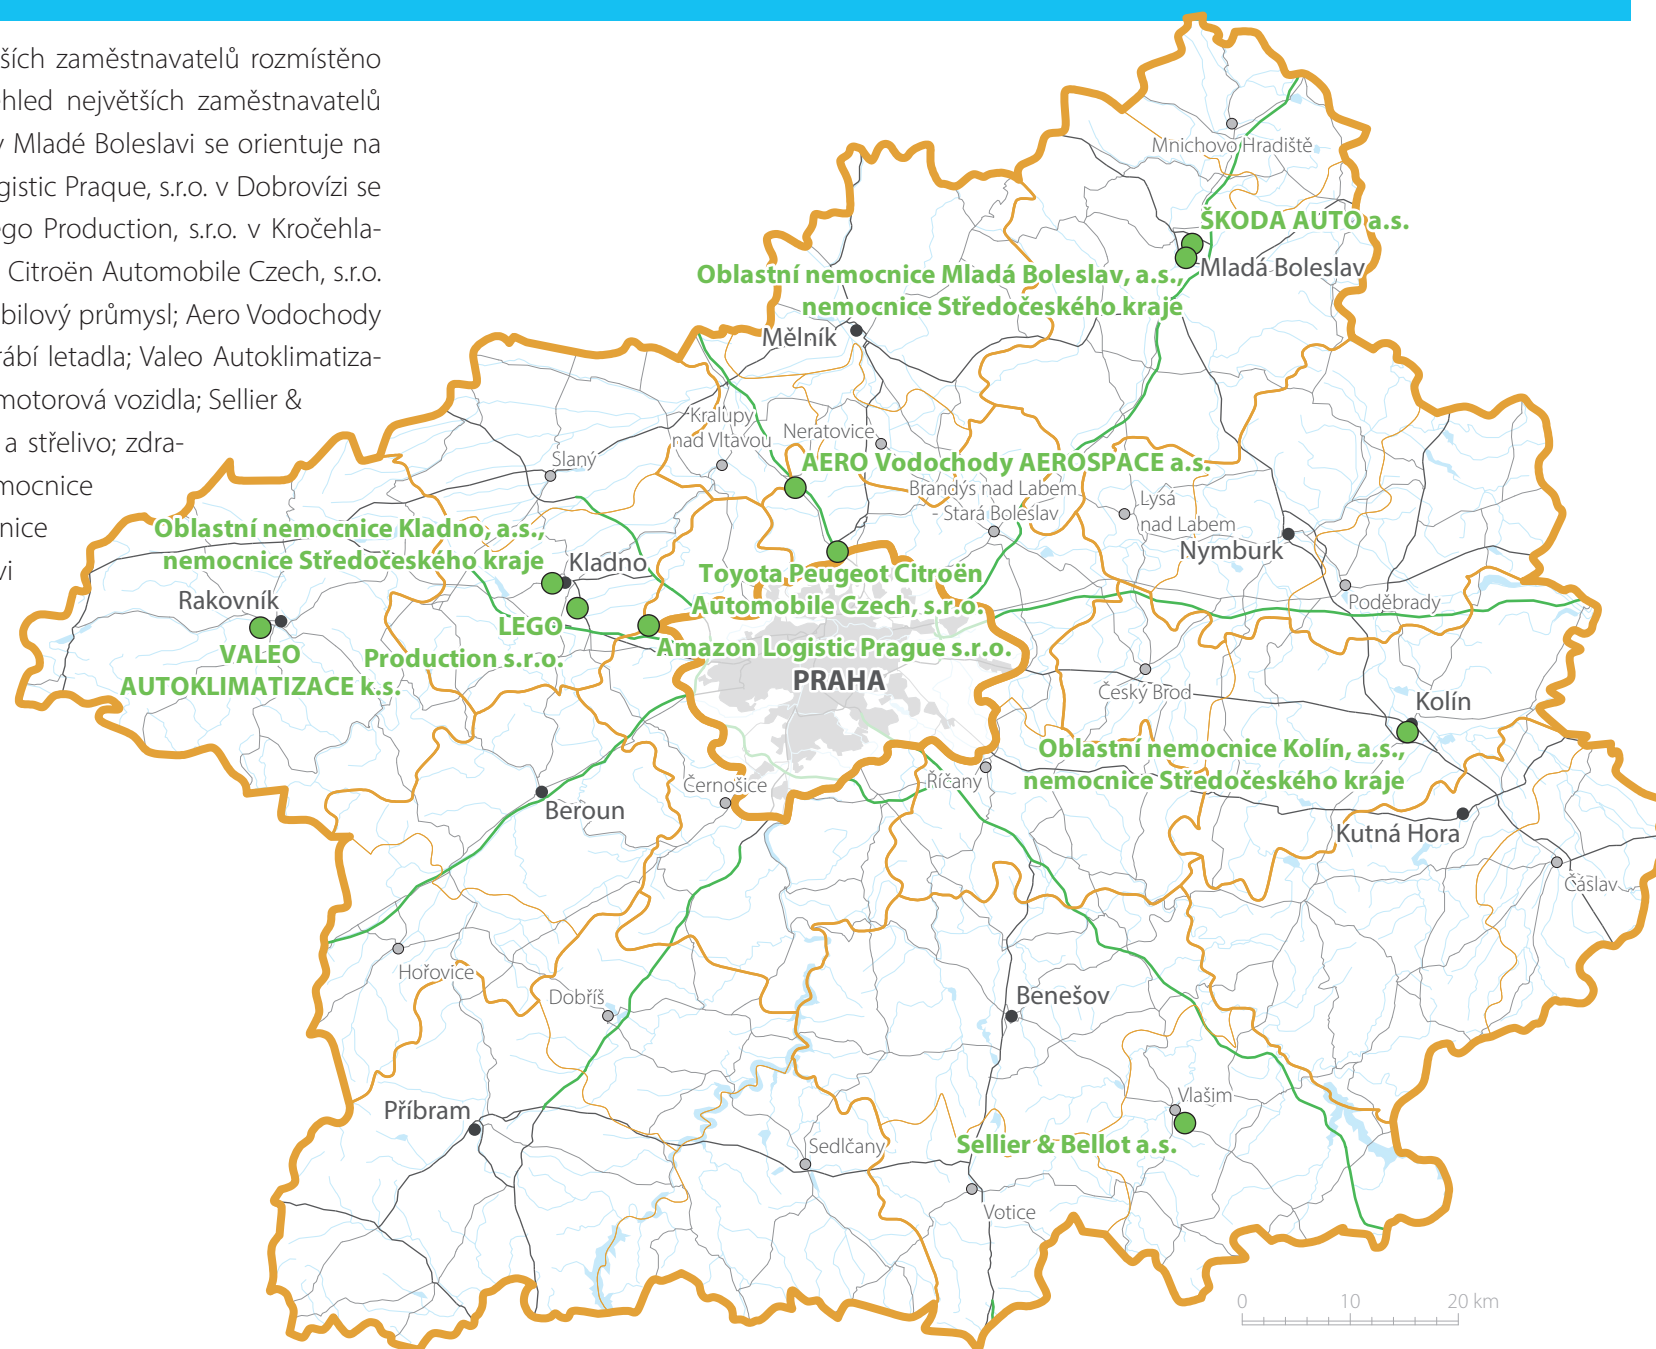 ších zaměstnavatelů rozmístěno
hled největších zaměstnavatelů
v Mladé Boleslavi se orientuje na
gistic Praque, s.r.o. v Dobrovízi se
ego Production, s.r.o. v Kročehla-
Citroën Automobile Czech, s.r.o.
bilový průmysl; Aero Vodochody
rábí letadla; Valeo Autoklimatiza-
motorová vozidla; Sellier &
a střelivo; zdra-
mocnice
nice
vi
Mnichovo Hradiště
ŠKODA AUTO a.s.
Mladá Boleslav
Oblastní nemocnice Mladá Boleslav, a.s.,
nemocnice Středočeského kraje
Mělník
Kralupy
nad Vltavou
Neratovice
Slaný
AERO Vodochody AEROSPACE a.s.
Brandýs nad Labem
- Stará Boleslav
Lysá
nad Labem
Nymburk
Oblastní nemocnice Kladno, a.s.,
nemocnice Středočeského kraje
Kladno
Toyota Peugeot Citroën
Automobile Czech, s.r.o.
Poděbrady
Rakovník
LEGO
Production s.r.o.
VALEO
AUTOKLIMATIZACE k.s.
Amazon Logistic Prague s.r.o.
PRAHA
Český Brod
Kolín
Oblastní nemocnice Kolín, a.s.,
nemocnice Středočeského kraje
Černošice
Říčany
Beroun
Kutná Hora
Čáslav
Hořovice
Dobříš
Benešov
Příbram
Vlašim
Sedlčany
Sellier & Bellot a.s.
Votice
0 10 20 km